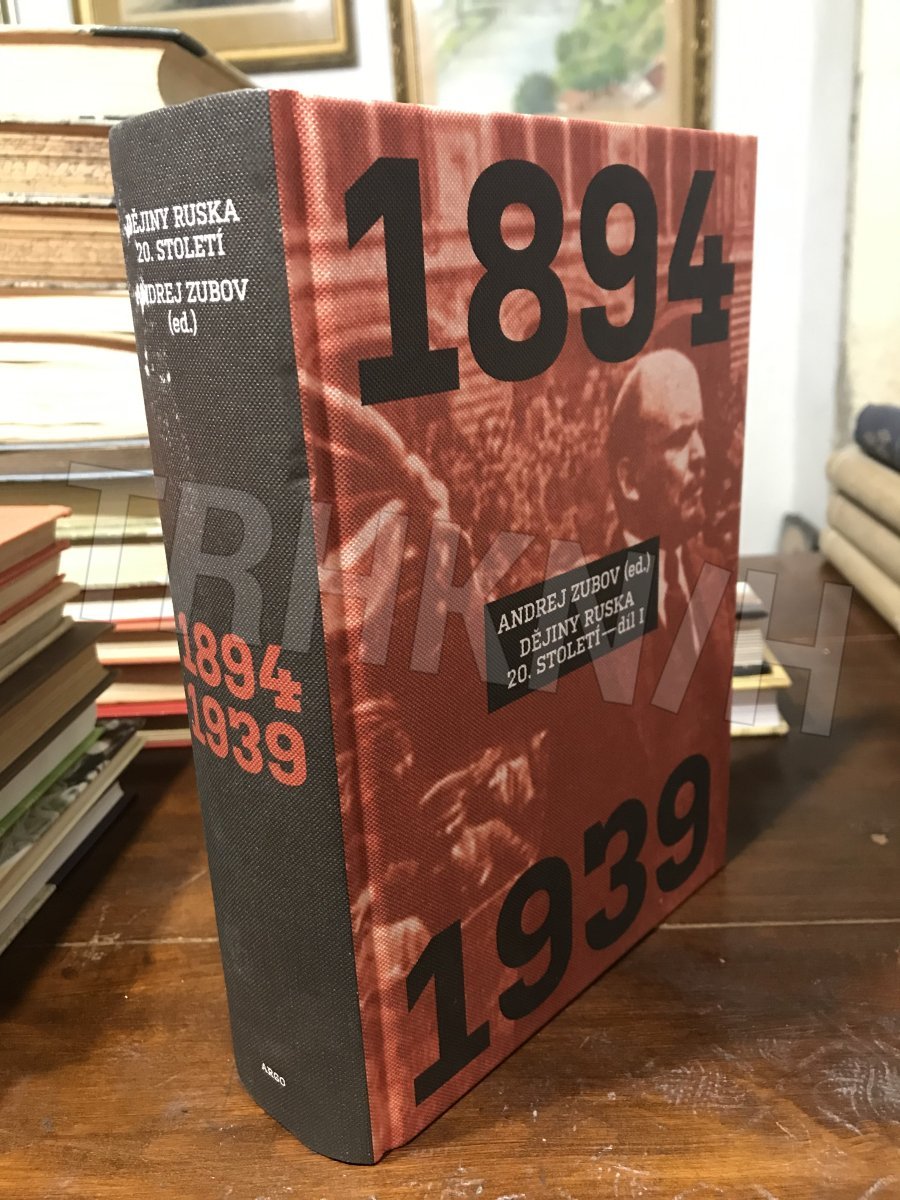 DĚJINY RUSKA
20. STOLETÍ
ANDREJ ZUBOV
(ed.)
1894
1939
ARGO
1894
ANDREJ ZUBOV (ed.)
DĚJINY RUSKA
20. STOLETÍ—díl I
1939
TRHKNIH